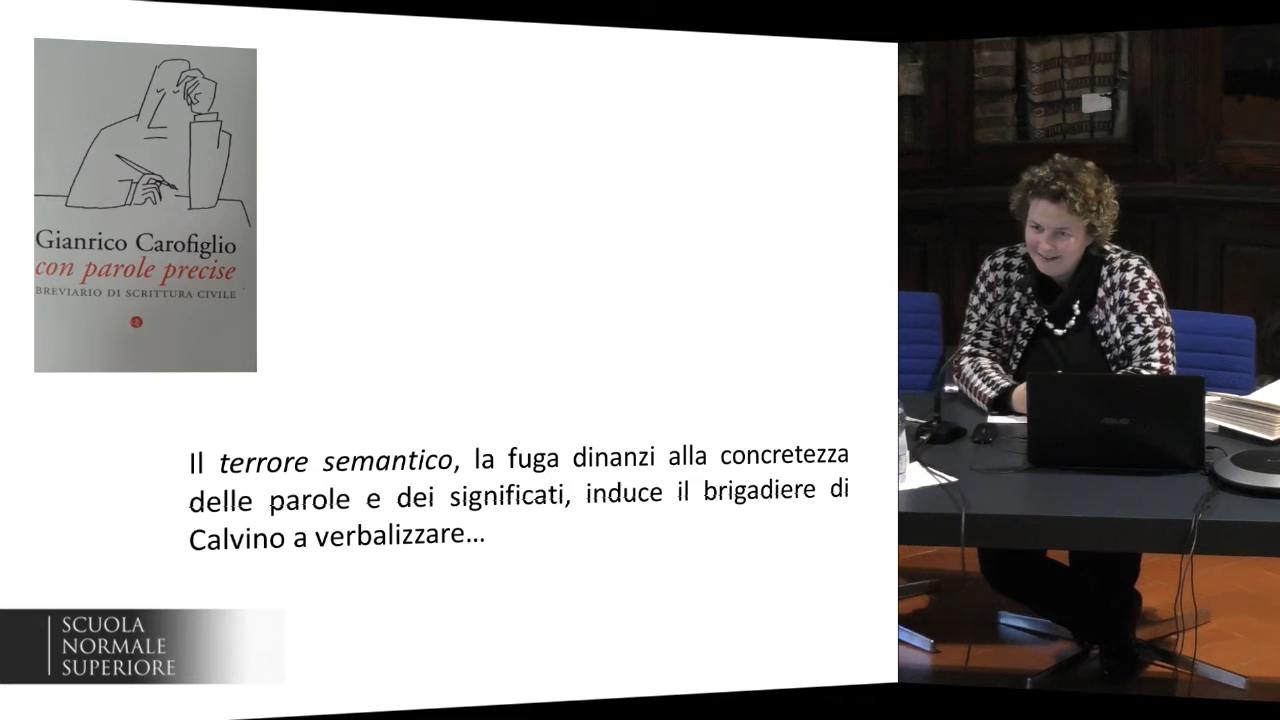 Gianrico Carofiglio
con parole precise
BREVIARIO DI SCRITTURA CIVILE
Il terrore semantico, la fuga dinanzi alla concretezza
delle parole e dei significati, induce il brigadiere di
Calvino a verbalizzare...
SCUOLA
NORMALE
SUPERIORE
ASUS